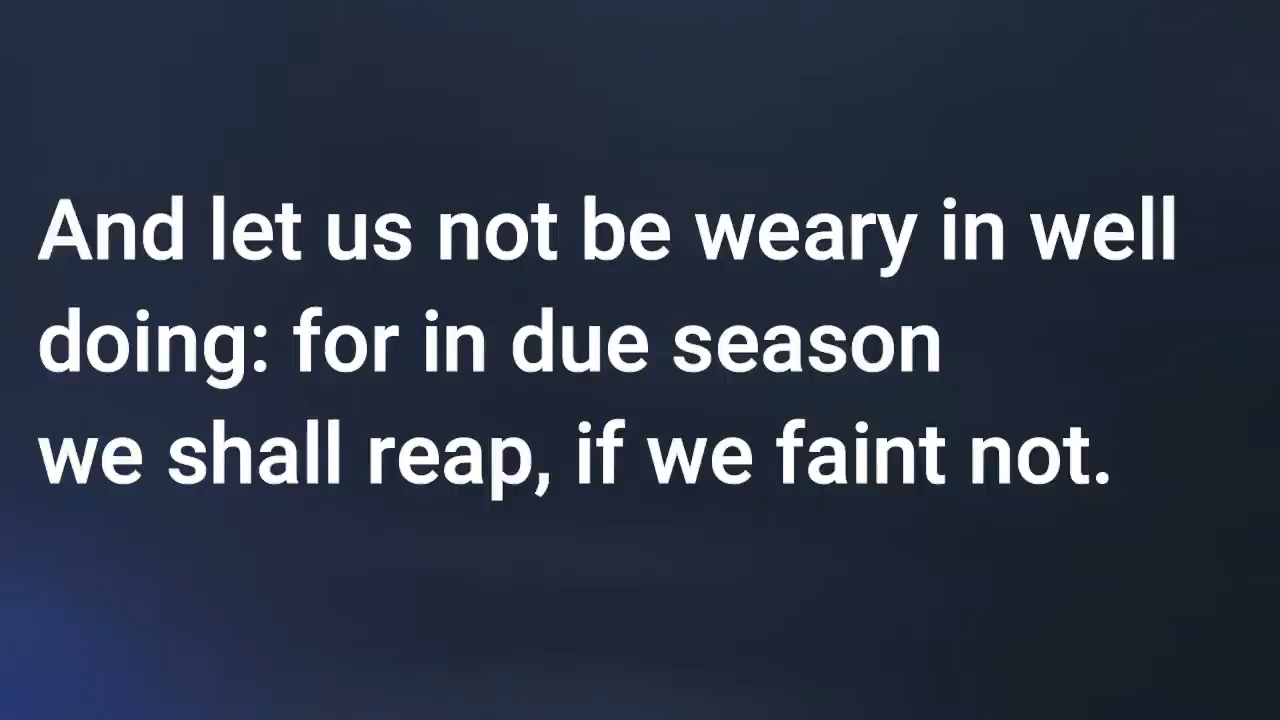 And let us not be weary in well
doing: for in due season
we shall reap, if we faint not.